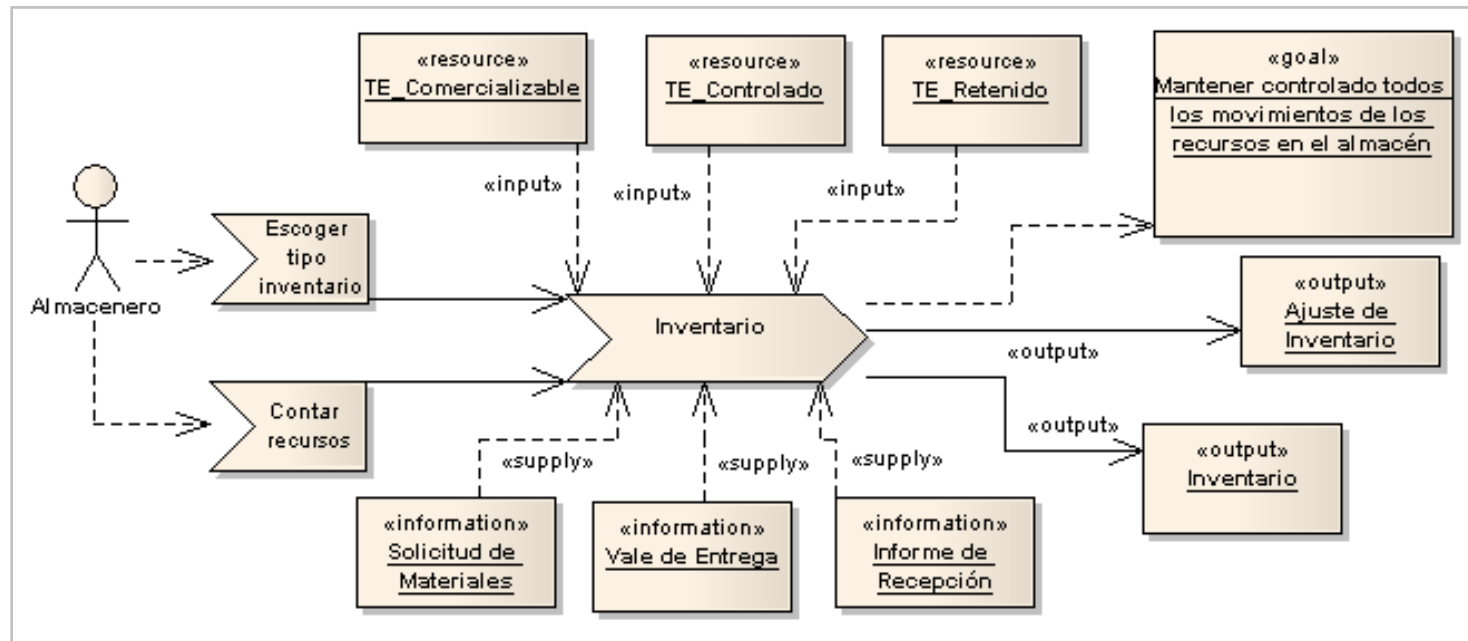 «resource»
TE_Comercializable
«resource»
TE_Controlado
«resource»
TE_Retenido
«goal»
Mantener controlado todos
los movimientos de los
recursos en el almacén
«input»
«input»
«input»
Almacenero
Escoger
tipo
inventario
Inventario
«output»
Ajuste de
Inventario
«output»
Contar
recursos
«output»
«output»
Inventario
«supply»
«supply»
«supply»
«information»
Solicitud de
Materiales
«information»
Vale de Entrega
«information»
Informe de
Recepción